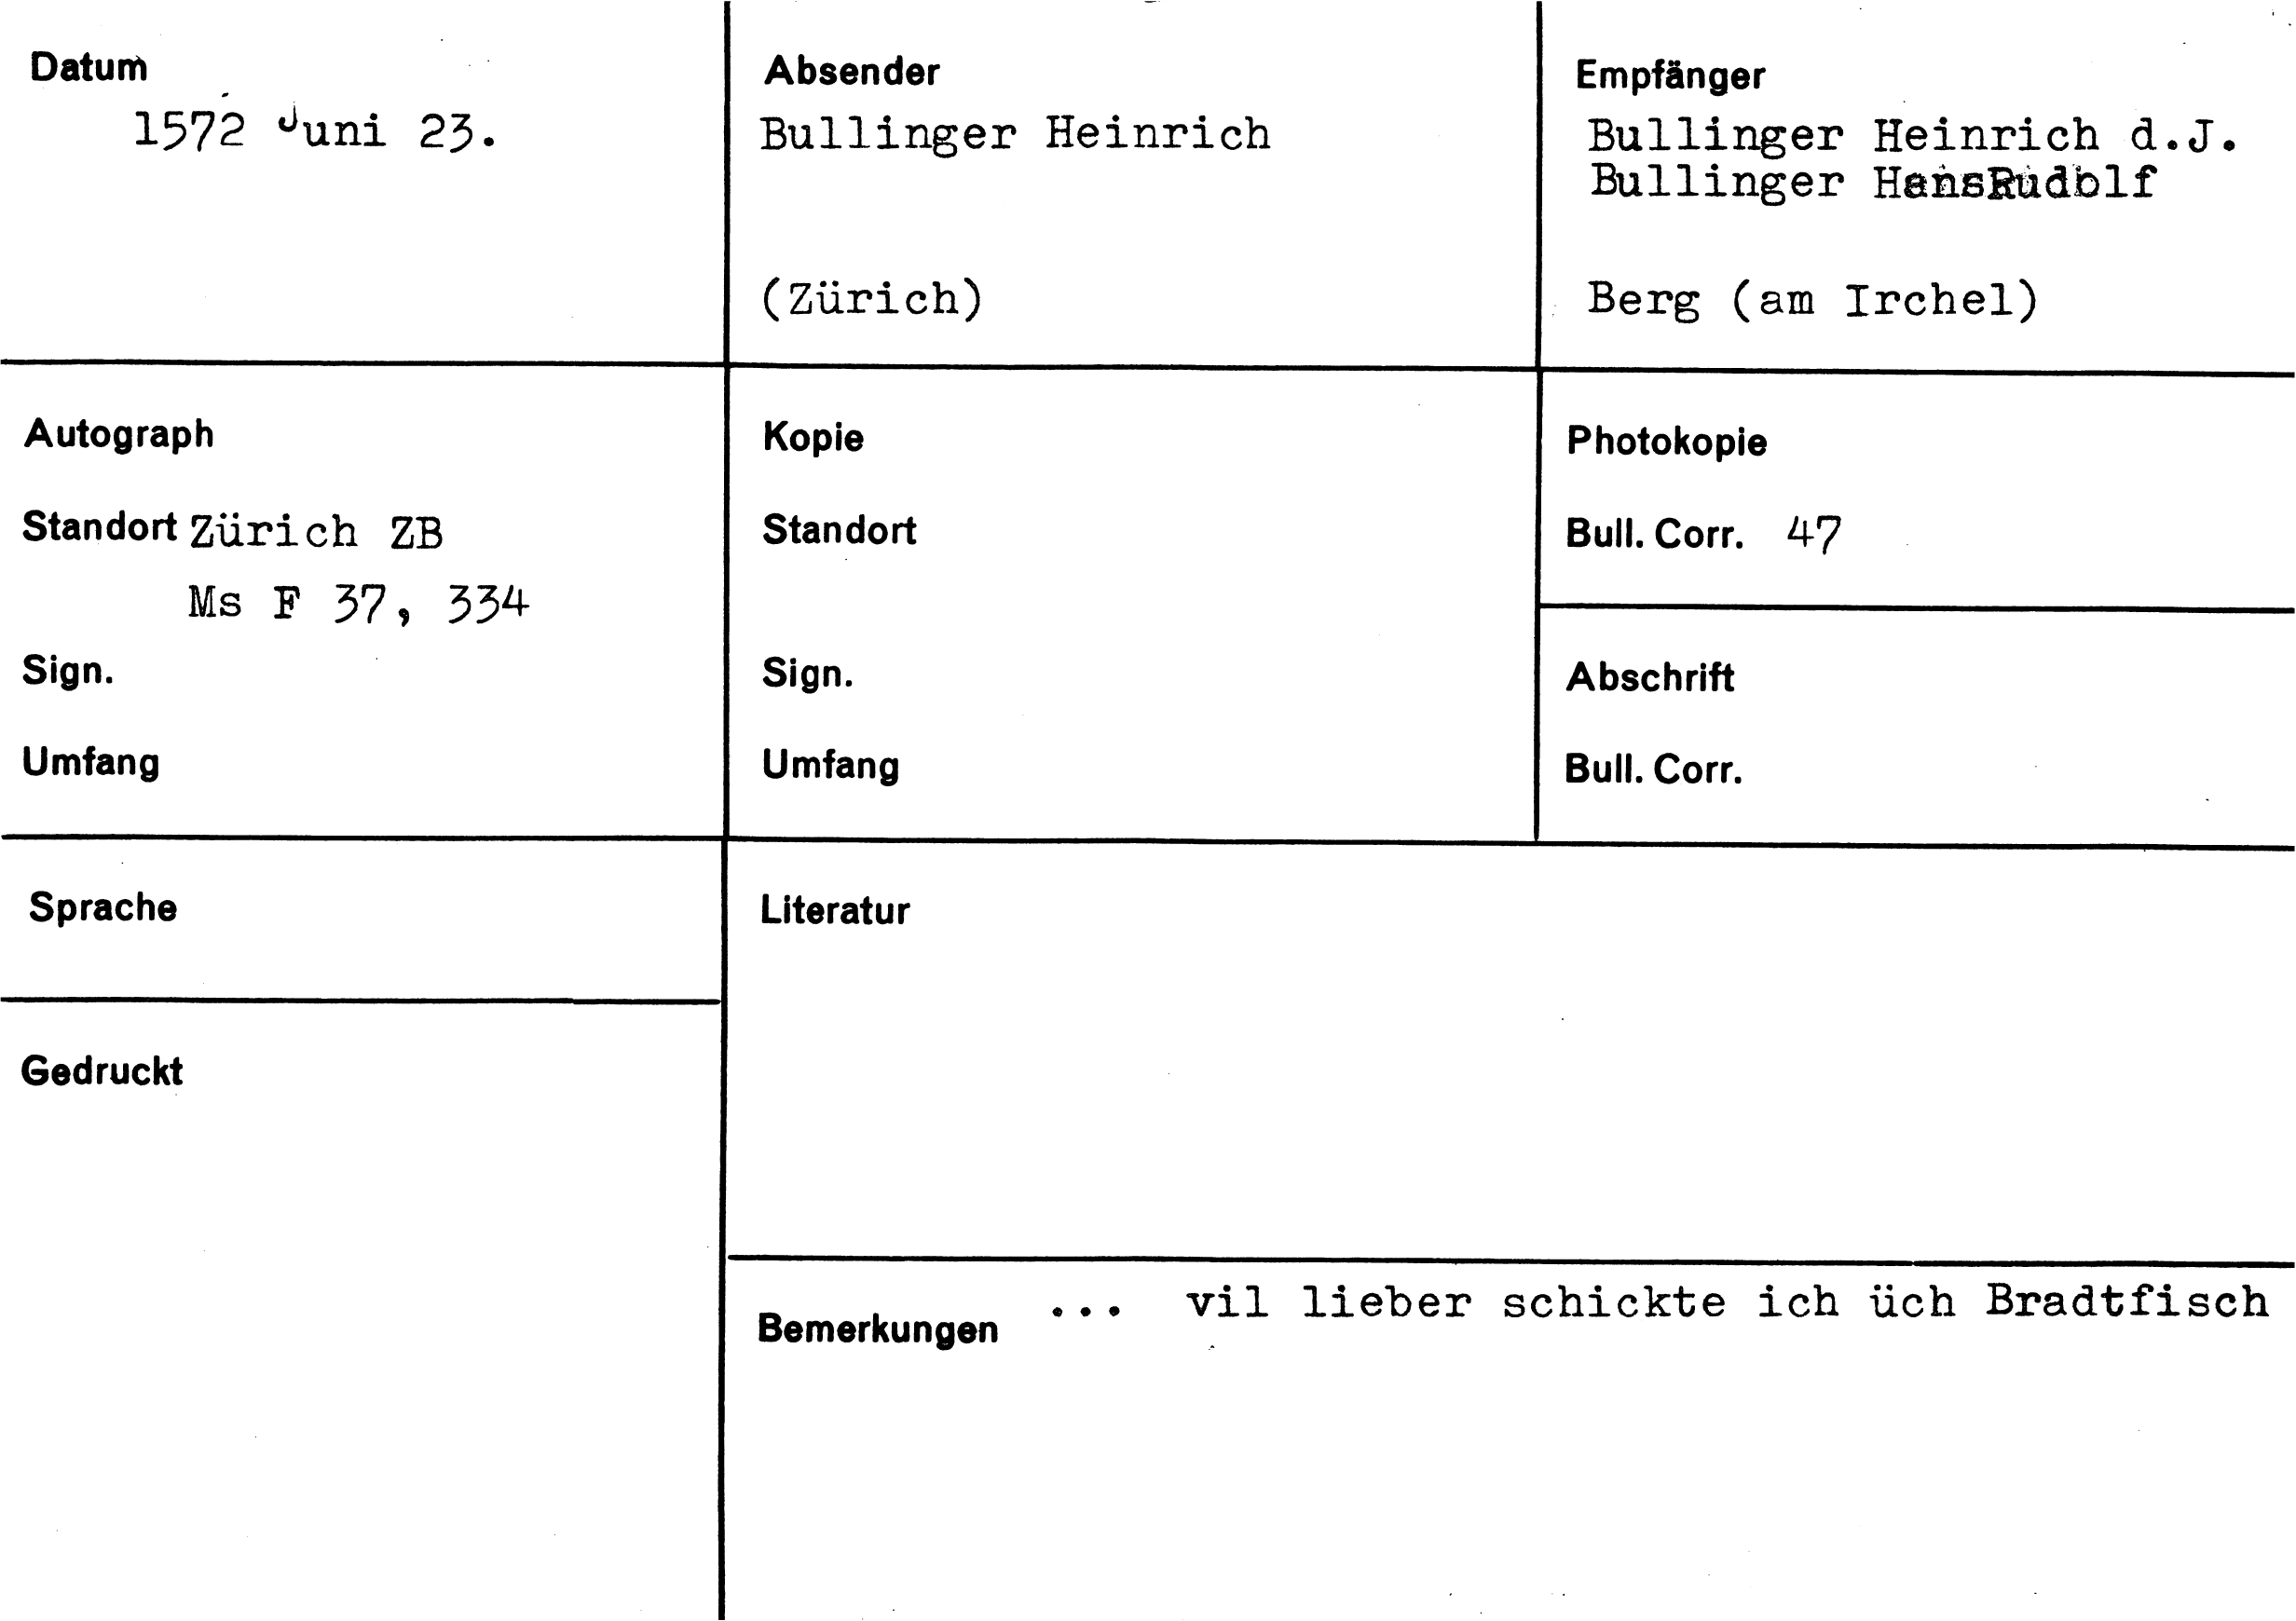 Datum
1572 Juni 23.
Absender
Bullinger Heinrich
(Zürich)
Empfänger
Bullinger Heinrich d.J.
Bullinger HansRudolf
Berg (am Irchel)
Autograph
Standort Zürich ZB
Ms F 37, 334
Sign.
Umfang
Kopie
Standort
Sign.
Umfang
Photokopie
Bull. Corr. 47
Abschrift
Bull. Corr.
Sprache
Gedruckt
Literatur
Bemerkungen ... vil lieber schickte ich üch Bradtfisch